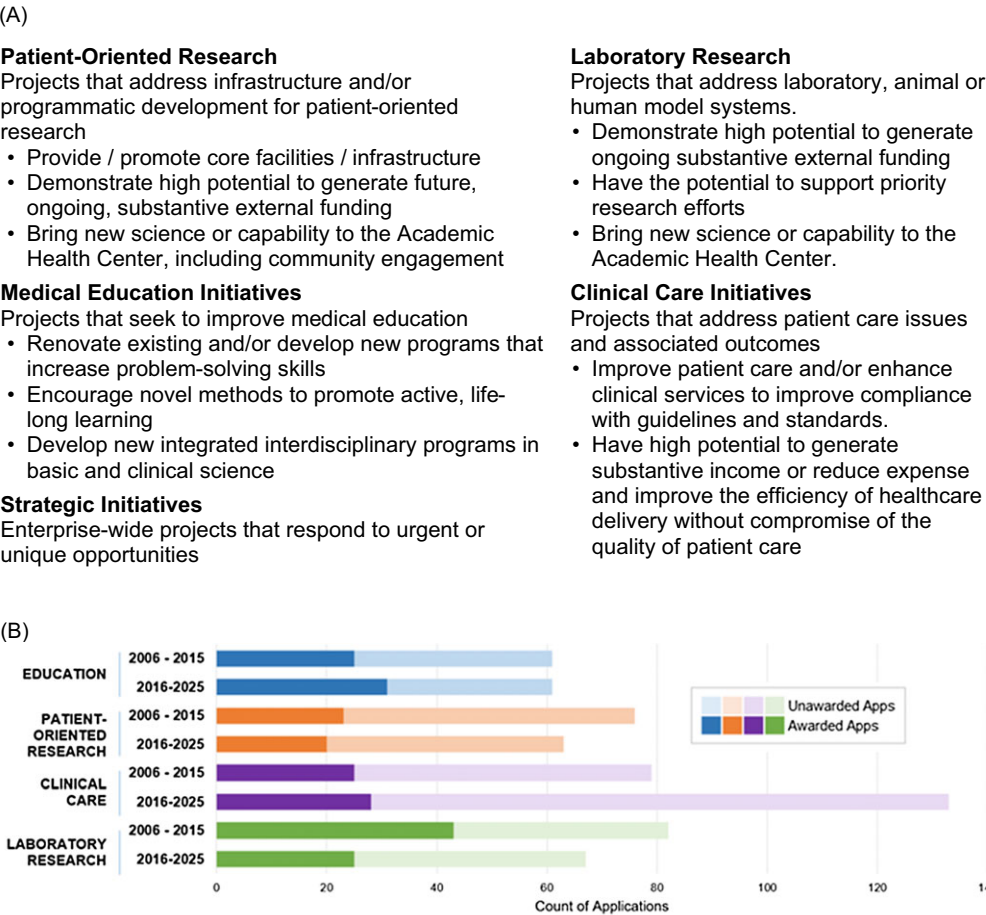 (A)
Patient-Oriented Research
Projects that address infrastructure and/or
programmatic development for patient-oriented
research
• Provide / promote core facilities / infrastructure
• Demonstrate high potential to generate future,
ongoing, substantive external funding
• Bring new science or capability to the Academic
Health Center, including community engagement
Medical Education Initiatives
Projects that seek to improve medical education
• Renovate existing and/or develop new programs that
increase problem-solving skills
• Encourage novel methods to promote active, life-
long learning
• Develop new integrated interdisciplinary programs in
basic and clinical science
Strategic Initiatives
Enterprise-wide projects that respond to urgent or
unique opportunities
Laboratory Research
Projects that address laboratory, animal or
human model systems.
• Demonstrate high potential to generate
ongoing substantive external funding
• Have the potential to support priority
research efforts
• Bring new science or capability to the
Academic Health Center.
Clinical Care Initiatives
Projects that address patient care issues
and associated outcomes
• Improve patient care and/or enhance
clinical services to improve compliance
with guidelines and standards.
• Have high potential to generate
substantive income or reduce expense
and improve the efficiency of healthcare
delivery without compromise of the
quality of patient care
(B)
EDUCATION
2006 - 2015
2016-2025
PATIENT-
ORIENTED
RESEARCH
2006 - 2015
2016-2025
CLINICAL
CARE
2006 - 2015
2016-2025
LABORATORY
RESEARCH
2006 - 2015
2016-2025
Unawarded Apps
Awarded Apps
0 20 40 60 80 100 120
Count of Applications